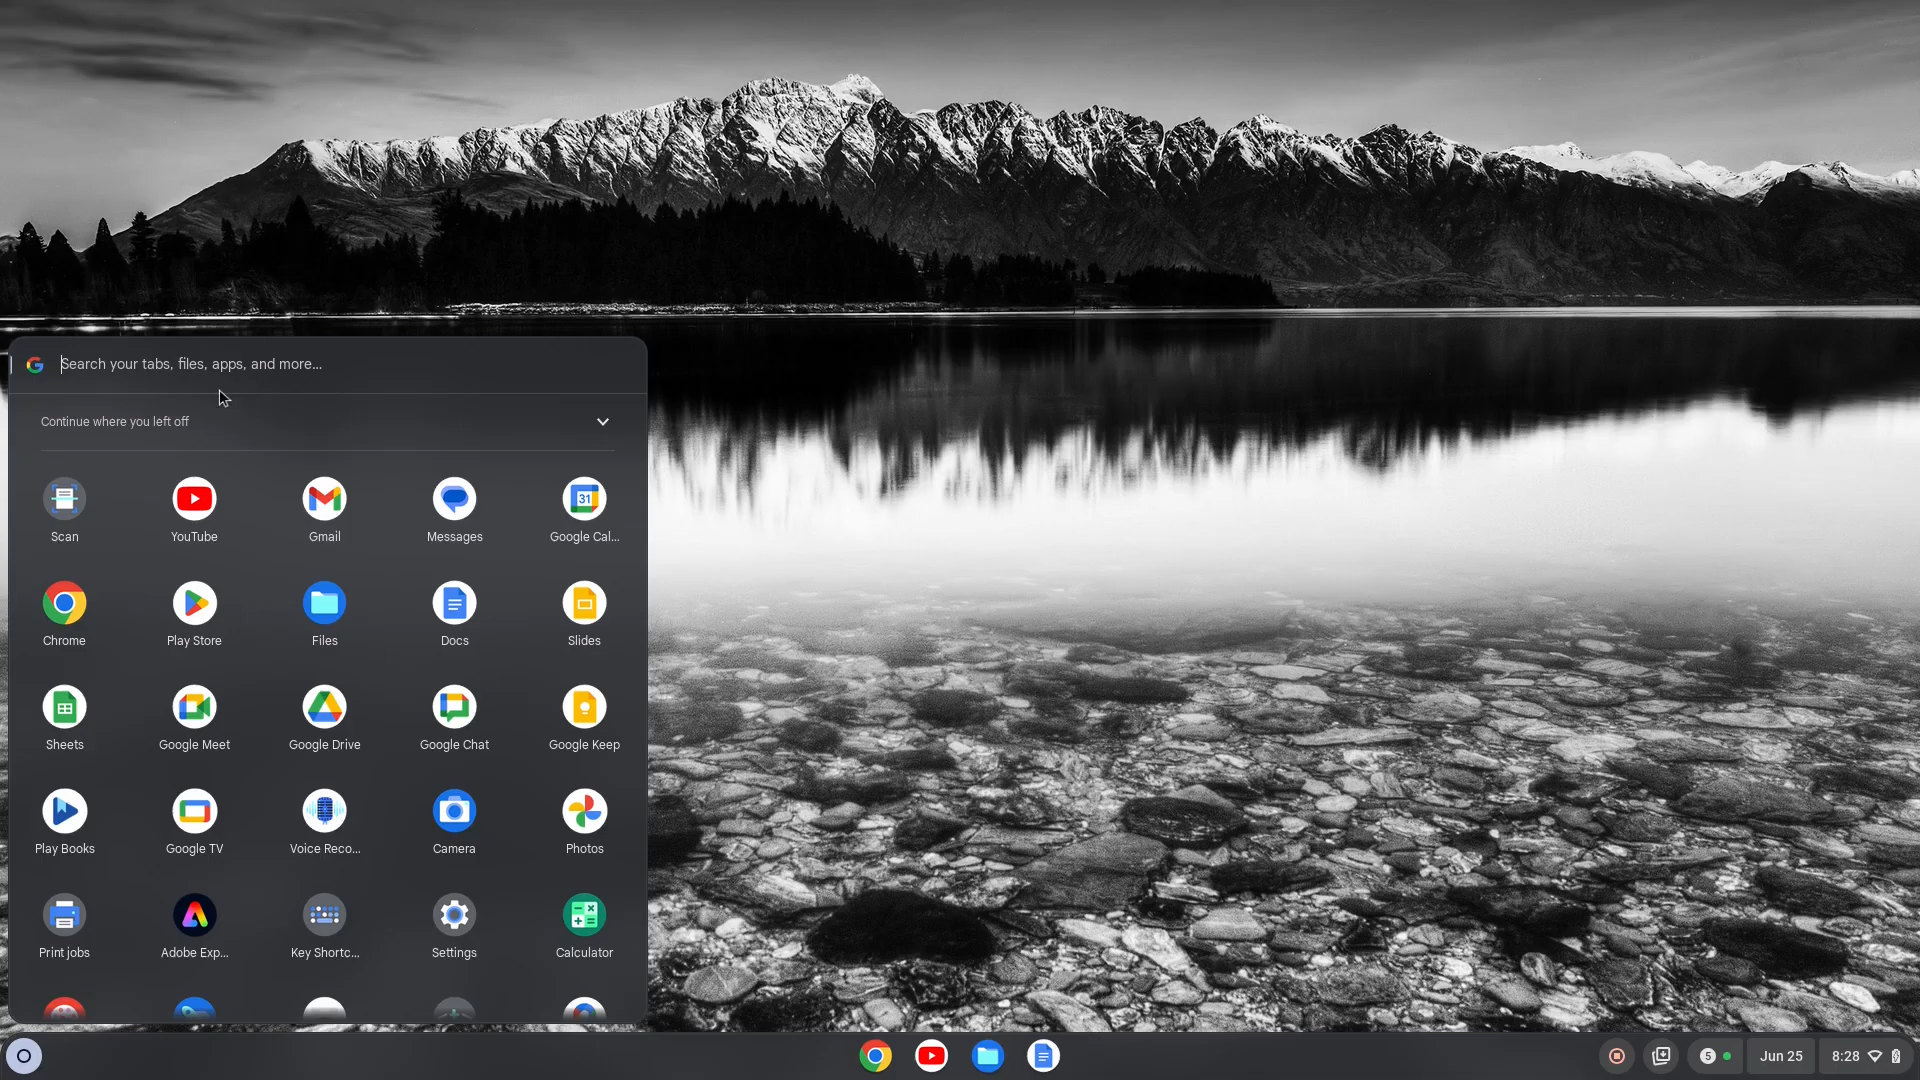 Search your tabs, files, apps, and more...
Continue where you left off
Scan YouTube Gmail Messages 31 Google Cal...
Chrome Play Store Files Docs Slides
Sheets Google Meet Google Drive Google Chat Google Keep
Play Books Google TV Voice Reco... Camera Photos
Print jobs Adobe Exp... Key Shortc... Settings Calculator
5 Jun 25 8:28